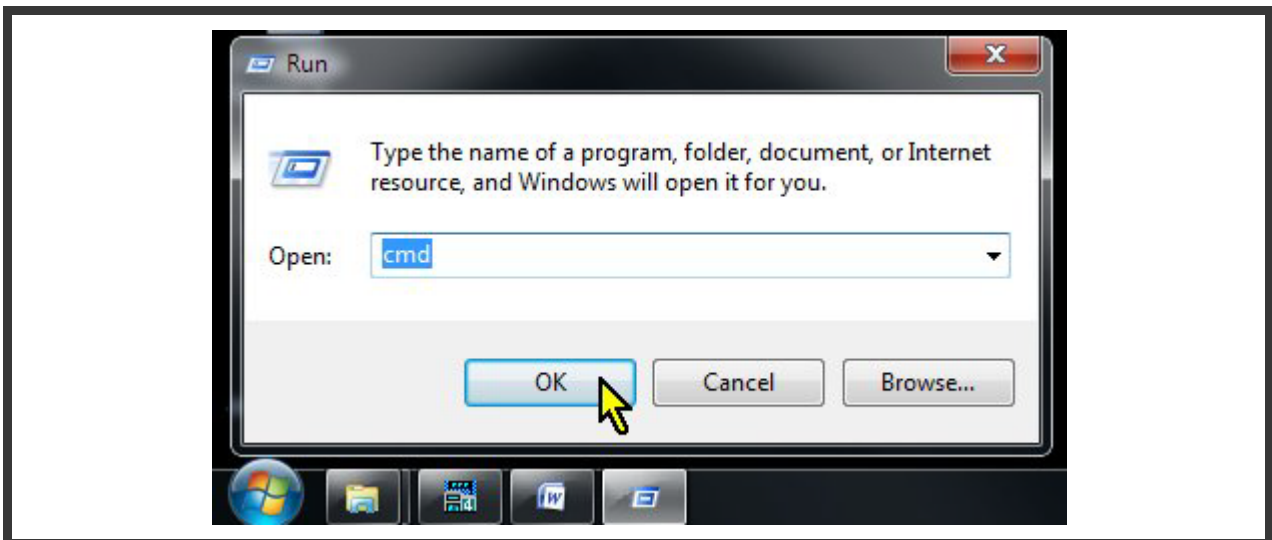 Run
Type the name of a program, folder, document, or Internet
resource, and Windows will open it for you.
Open: cmd
OK Cancel Browse...